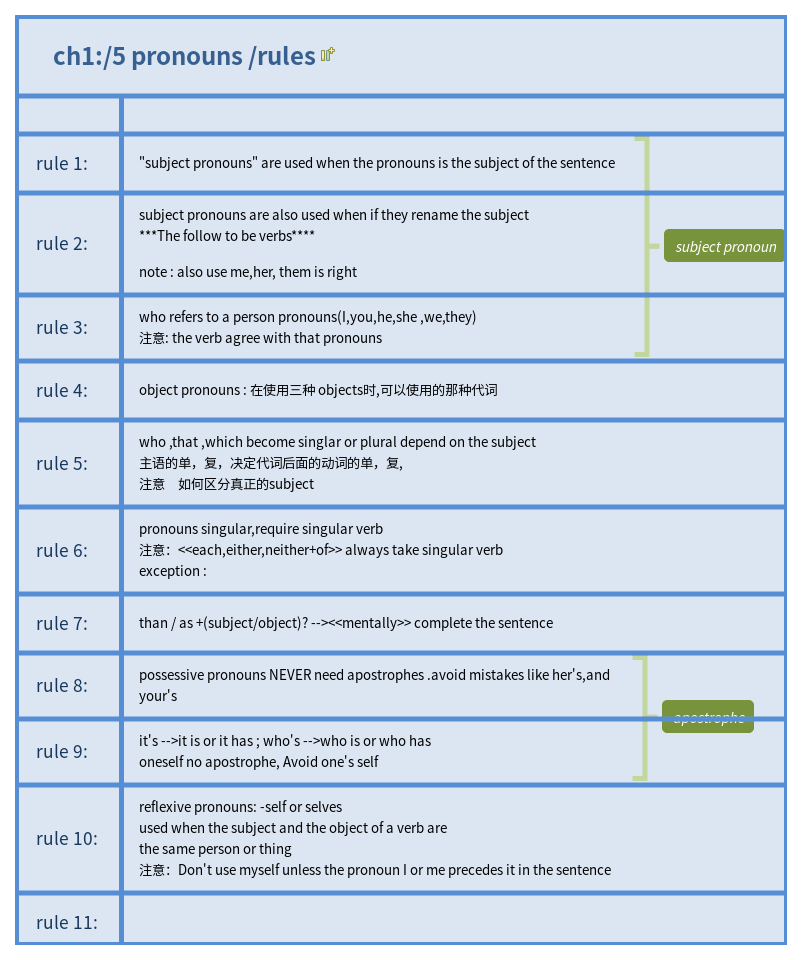 ch1:/5 pronouns /rules
rule 1:
"subject pronouns" are used when the pronouns is the subject of the sentence
rule 2:
subject pronouns are also used when if they rename the subject
***The follow to be verbs****
note : also use me,her, them is right
subject pronoun
rule 3:
who refers to a person pronouns(I,you,he,she ,we,they)
注意: the verb agree with that pronouns
rule 4:
object pronouns : 在使用三种 objects时,可以使用的那种代词
rule 5:
who ,that ,which become singlar or plural depend on the subject
主语的单，复，决定代词后面的动词的单，复,
注意　如何区分真正的subject
rule 6:
pronouns singular,require singular verb
注意：<<each,either,neither+of>> always take singular verb
exception :
rule 7:
than / as +(subject/object)? --><<mentally>> complete the sentence
rule 8:
possessive pronouns NEVER need apostrophes .avoid mistakes like her's,and
your's
apostrophe
rule 9:
it's -->it is or it has ; who's -->who is or who has
oneself no apostrophe, Avoid one's self
rule 10:
reflexive pronouns: -self or selves
used when the subject and the object of a verb are
the same person or thing
注意：Don't use myself unless the pronoun I or me precedes it in the sentence
rule 11: